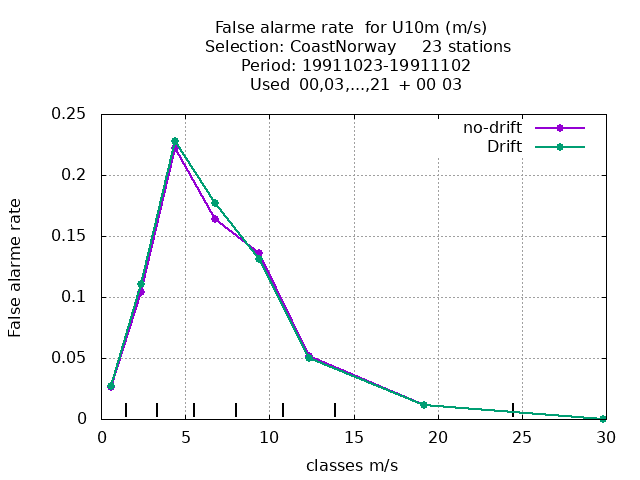 False alarme rate  for U10m (m/s)
Selection: CoastNorway     23 stations
Period: 19911023-19911102
Used  00,03,...,21  + 00 03
0.25
no-drift
Drift
0.2
0.15
0.1
0.05
0
False alarme rate
0 5 10 15 20 25 30
classes m/s